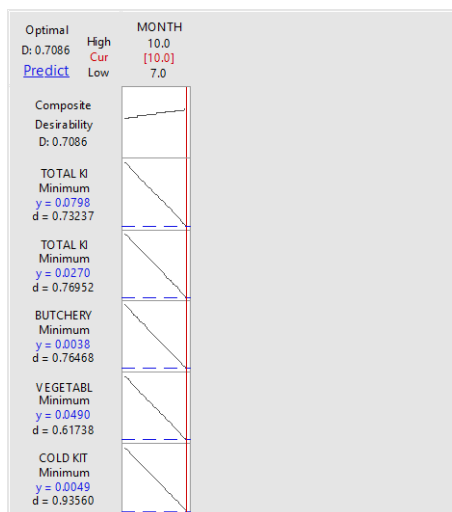 Optimal
D: 0.7086
Predict
High
Cur
Low
MONTH
10.0
[10.0]
7.0
Composite
Desirability
D: 0.7086
TOTAL KI
Minimum
y = 0.0798
d = 0.73237
TOTAL KI
Minimum
y = 0.0270
d = 0.76952
BUTCHERY
Minimum
y = 0.0038
d = 0.76468
VEGETABL
Minimum
y = 0.0490
d = 0.61738
COLD KIT
Minimum
y = 0.0049
d = 0.93560